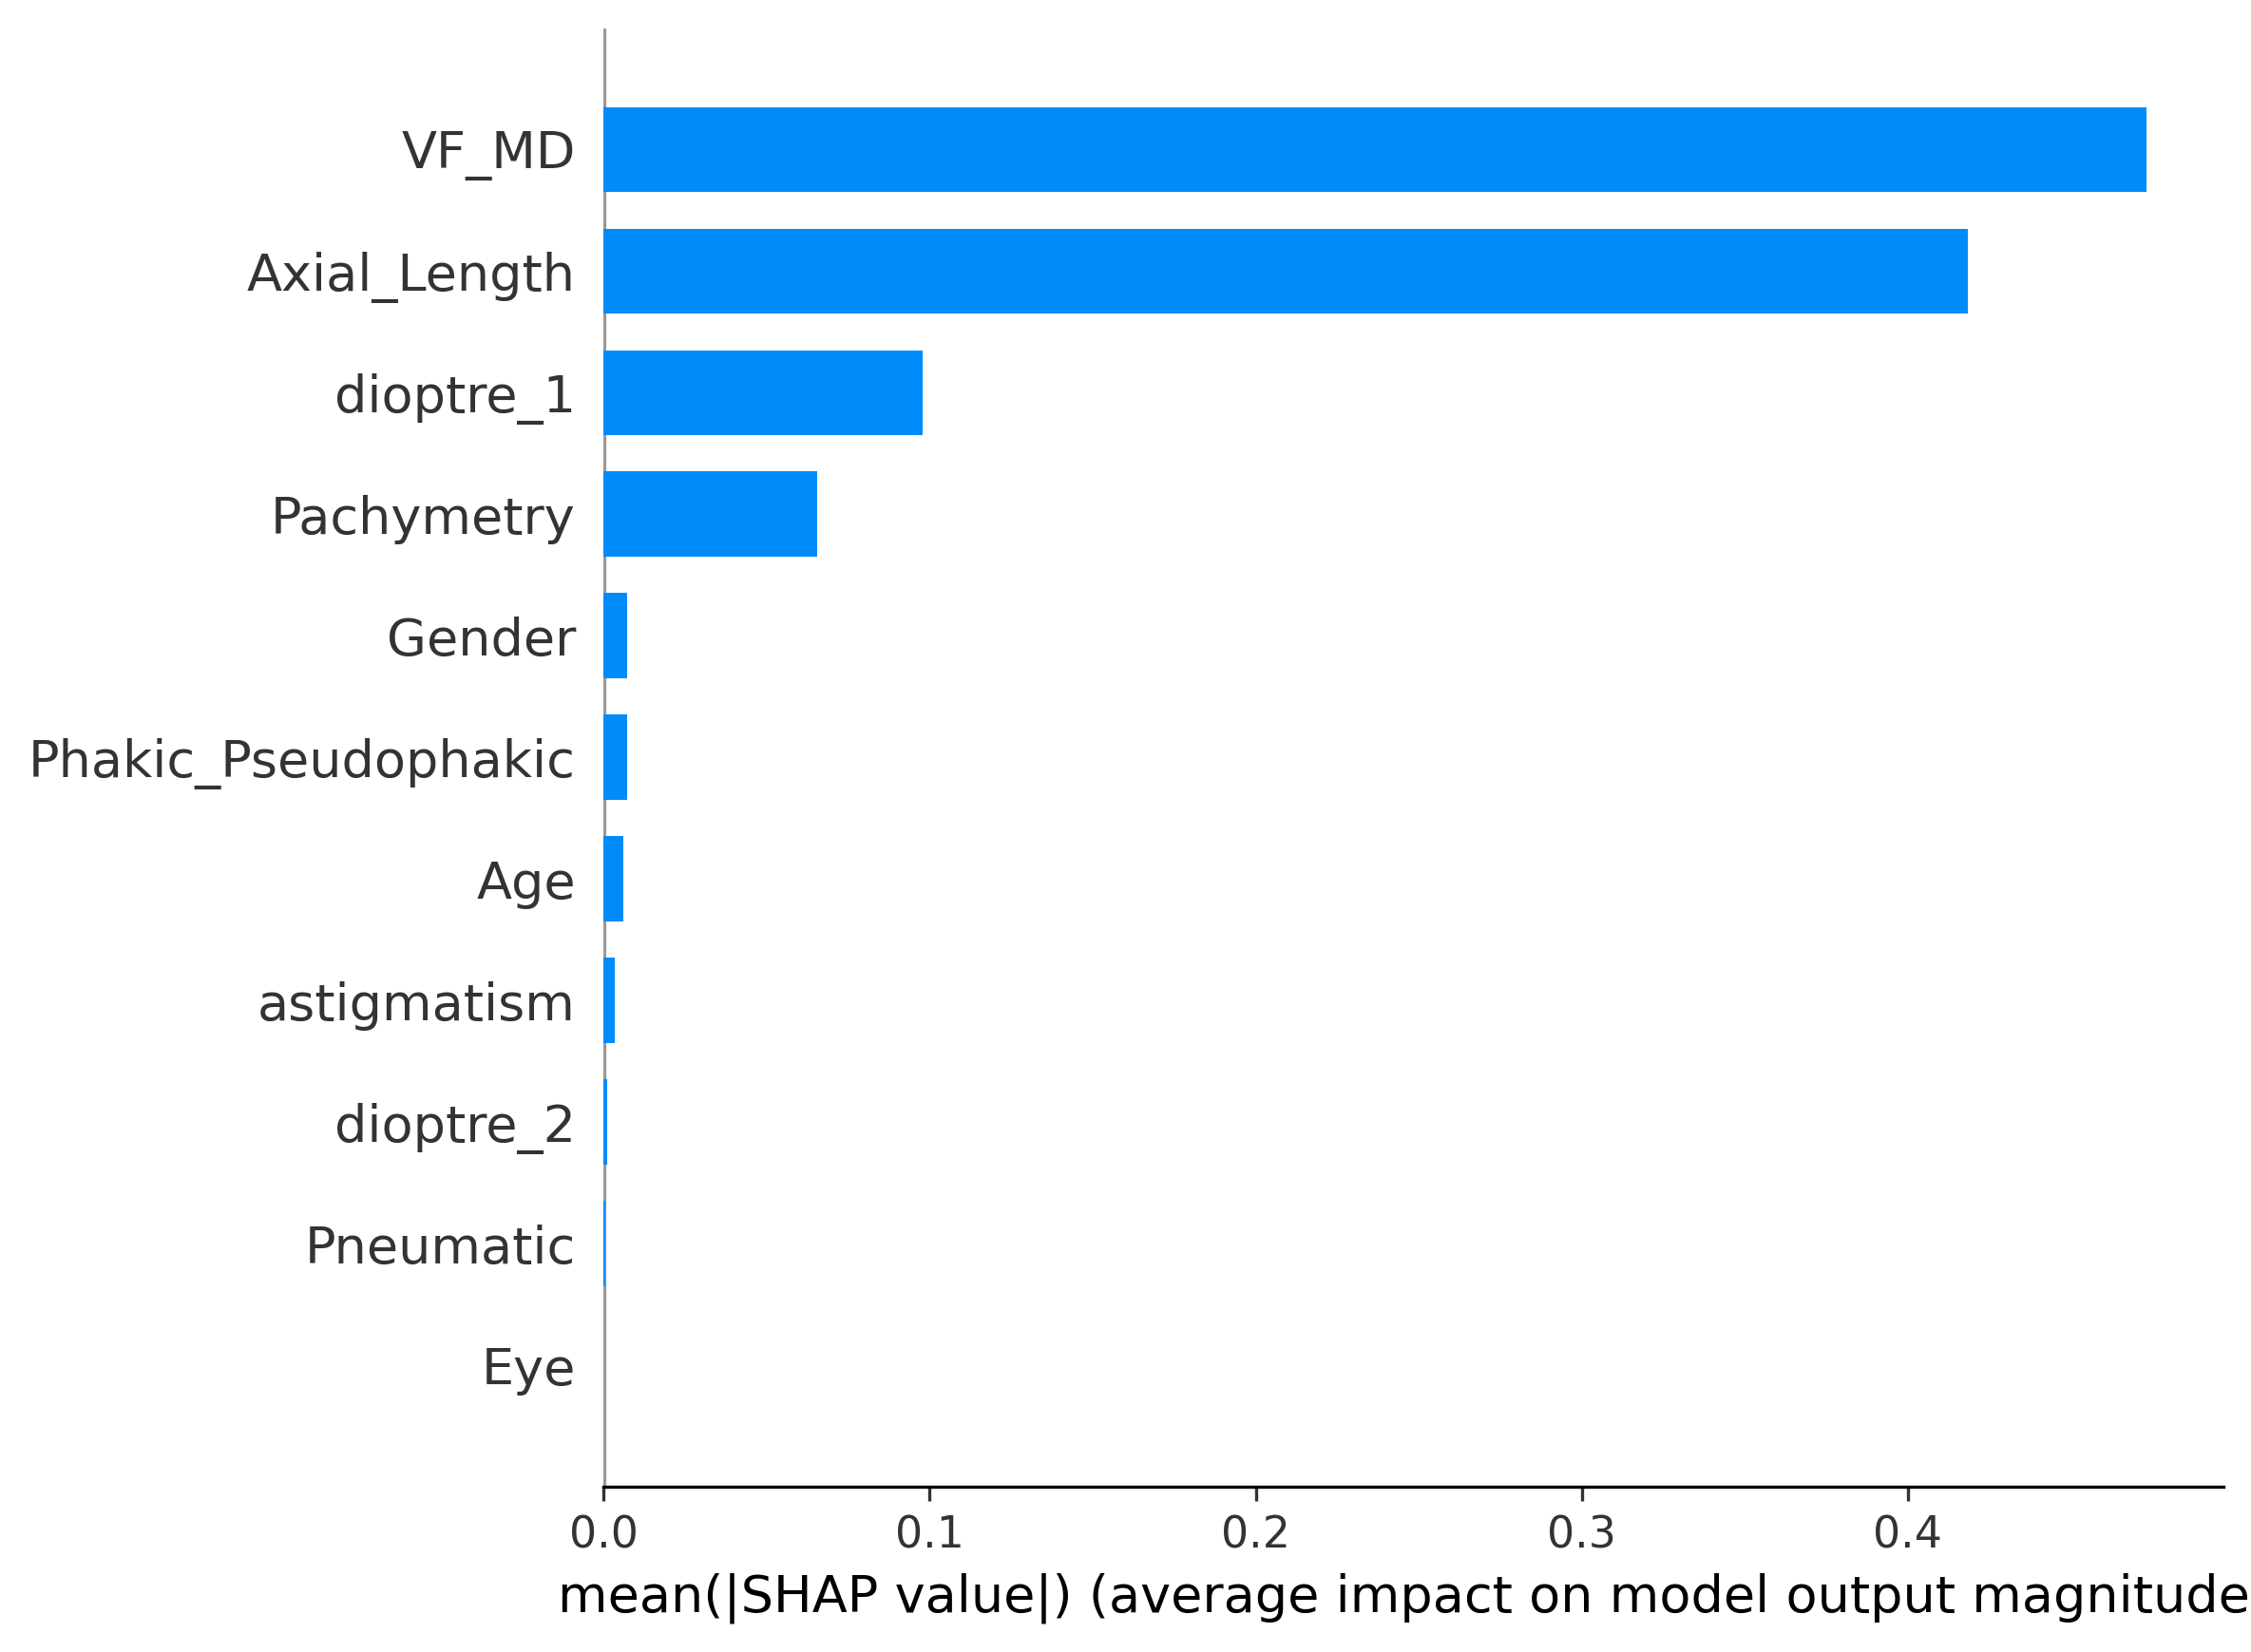 VF_MD
Axial_Length
dioptre_1
Pachymetry
Gender
Phakic_Pseudophakic
Age
astigmatism
dioptre_2
Pneumatic
Eye
0.0 0.1 0.2 0.3 0.4
mean(|SHAP value|) (average impact on model output magnitude